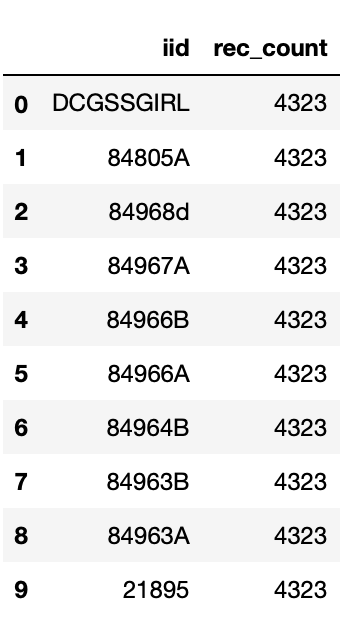 iid rec_count
0 DCGSSGIRL 4323
1 84805A 4323
2 84968d 4323
3 84967A 4323
4 84966B 4323
5 84966A 4323
6 84964B 4323
7 84963B 4323
8 84963A 4323
9 21895 4323